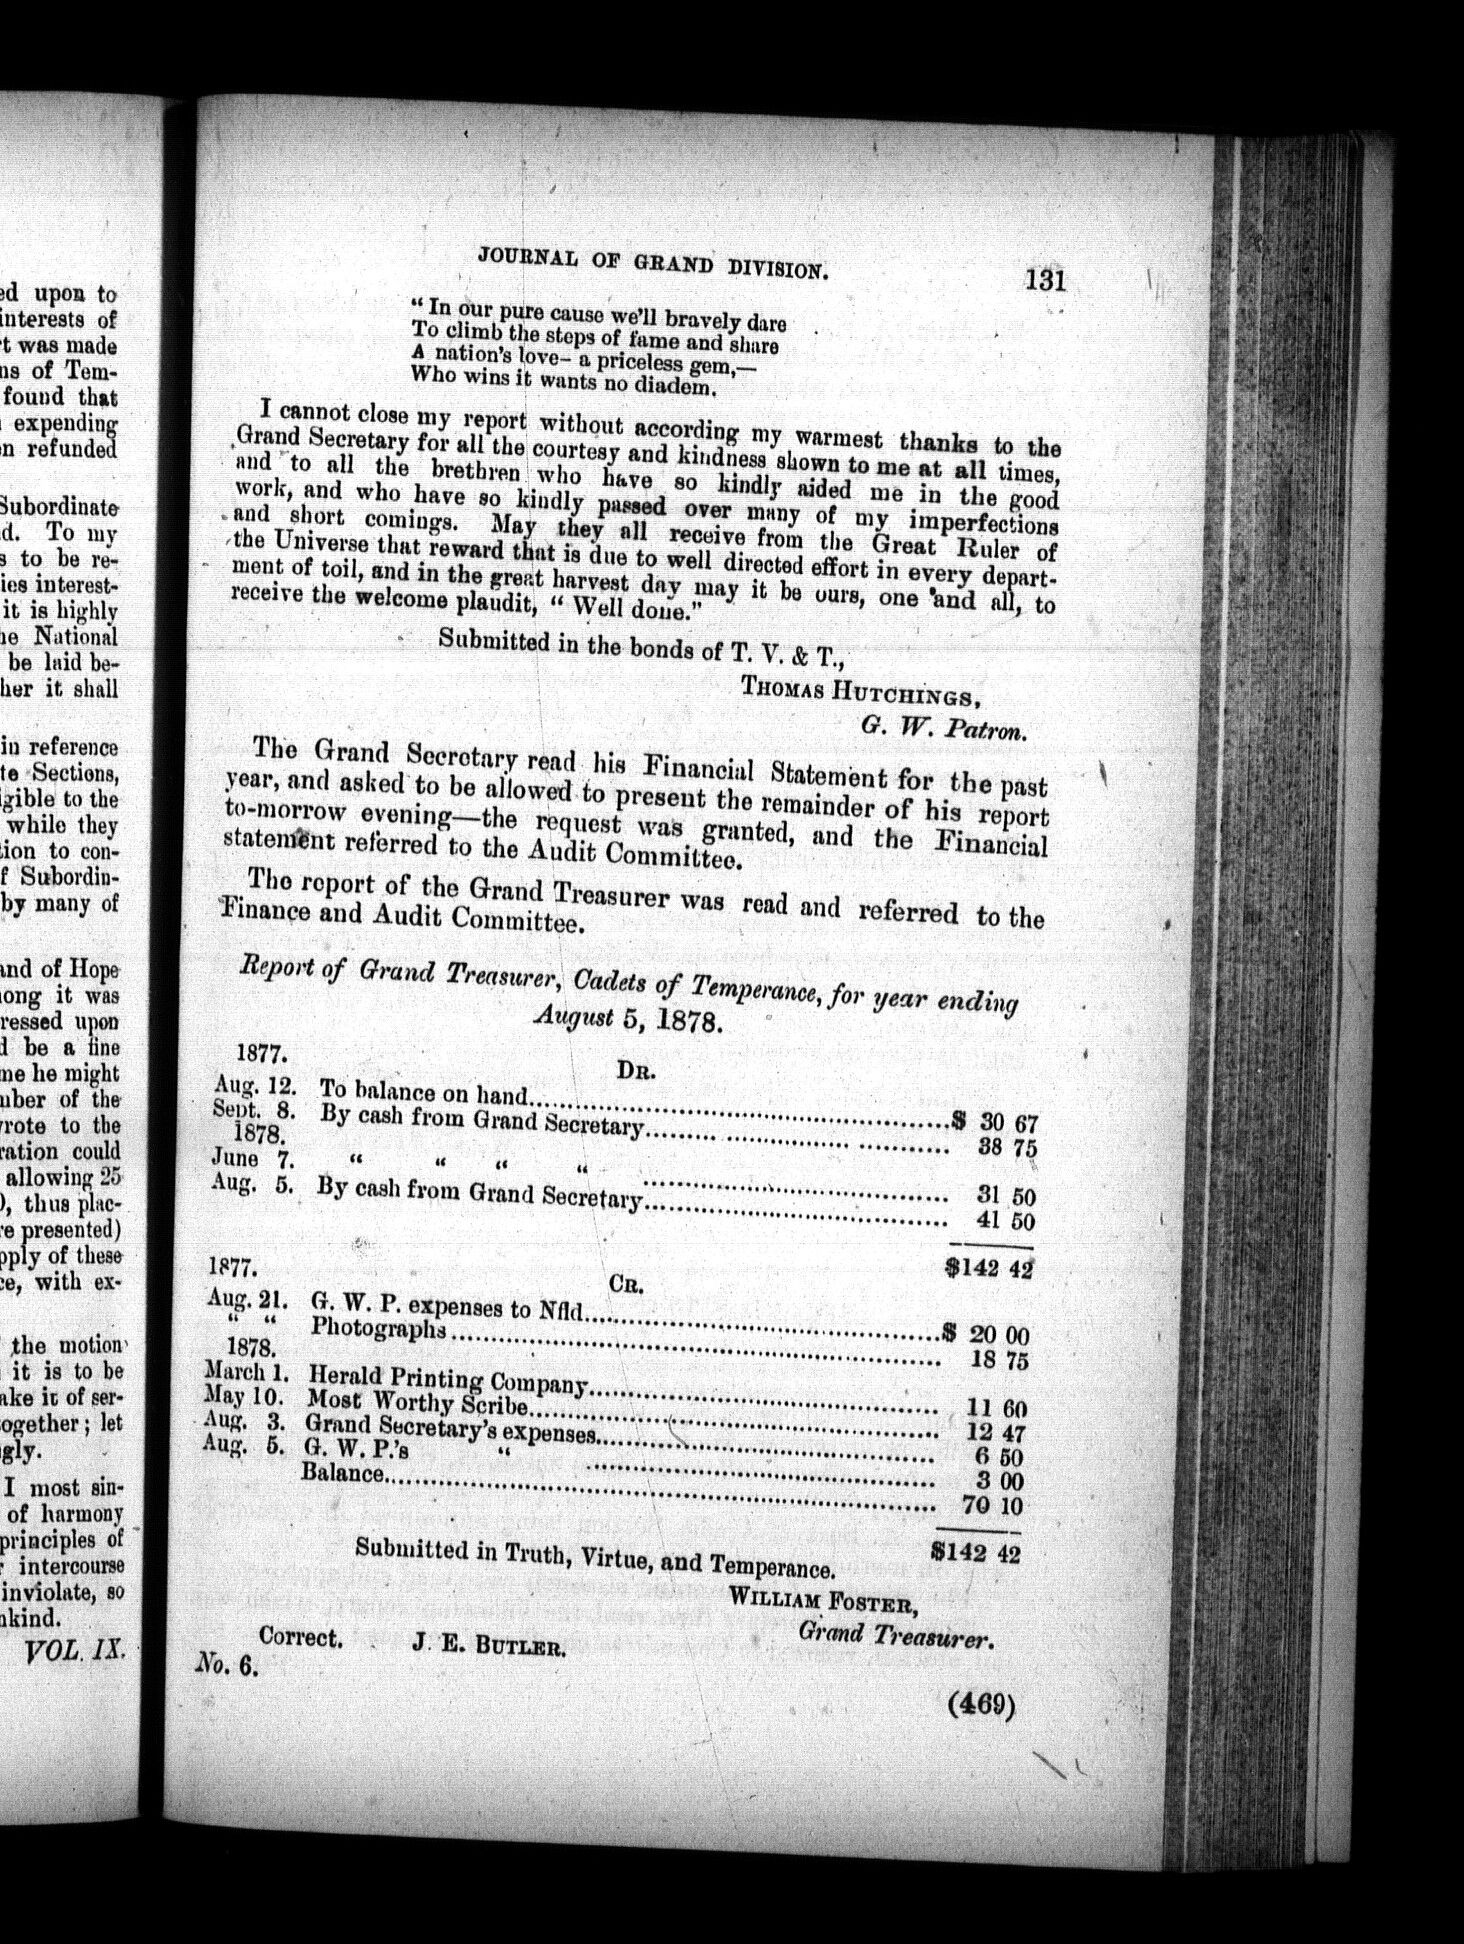 ed upon to
interests of
t was made
ns of Tem-
found that
expending
n refunded
Subordinate
d. To my
s to be re-
ies interest-
it is highly
he National
be laid be-
her it shall
in reference
te Sections,
igible to the
while they
tion to con-
f Subordin-
by many of
and of Hope
ong it was
ressed upon
d be a fine
me he might
mber of the
wrote to the
ration could
allowing 25
), thus plac-
re presented)
pply of these
ce, with ex-
the motion
it is to be
ake it of ser-
together; let
gly.
I most sin-
of harmony
principles of
r intercourse
inviolate, so
nkind.
VOL. IX.
JOURNAL OF GRAND DIVISION. 131
“ In our pure cause we'll bravely dare
To climb the steps of fame and share
A nation's love- a priceless gem,—
Who wins it wants no diadem.
I cannot close my report without according my warmest thanks to the
Grand Secretary for all the courtesy and kindness shown to me at all times,
and to all the brethren who have so kindly aided me in the good
work, and who have so kindly passed over many of my imperfections
and short comings. May they all receive from the Great Ruler of
the Universe that reward that is due to well directed effort in every depart-
ment of toil, and in the great harvest day may it be ours, one and all, to
receive the welcome plaudit, “ Well done.”
Submitted in the bonds of T. V. & T.,
THOMAS HUTCHINGS,
G. W. Patron.
The Grand Secretary read his Financial Statement for the past
year, and asked to be allowed to present the remainder of his report
to-morrow evening—the request was granted, and the Financial
statement referred to the Audit Committee.
The report of the Grand Treasurer was read and referred to the
Finance and Audit Committee.
Report of Grand Treasurer, Cadets of Temperance, for year ending
August 5, 1878.
1877. DR.
Aug. 12. To balance on hand........................................$ 30 67
Sept. 8. By cash from Grand Secretary........................ 38 75
1878.
June 7. “ “ “ “ ........................ 31 50
Aug. 5. By cash from Grand Secretary........................ 41 50
$142 42
1877. CR.
Aug. 21. G. W. P. expenses to Nfld........................$ 20 00
“ “ Photographs........................ 18 75
1878.
March 1. Herald Printing Company........................ 11 60
May 10. Most Worthy Scribe........................ 12 47
Aug. 3. Grand Secretary's expenses........................ 6 50
Aug. 5. G. W. P.'s “ ........................ 3 00
Balance........................ 70 10
$142 42
Submitted in Truth, Virtue, and Temperance.
WILLIAM FOSTER,
Grand Treasurer.
Correct. J. E. BUTLER.
No. 6.
(469)